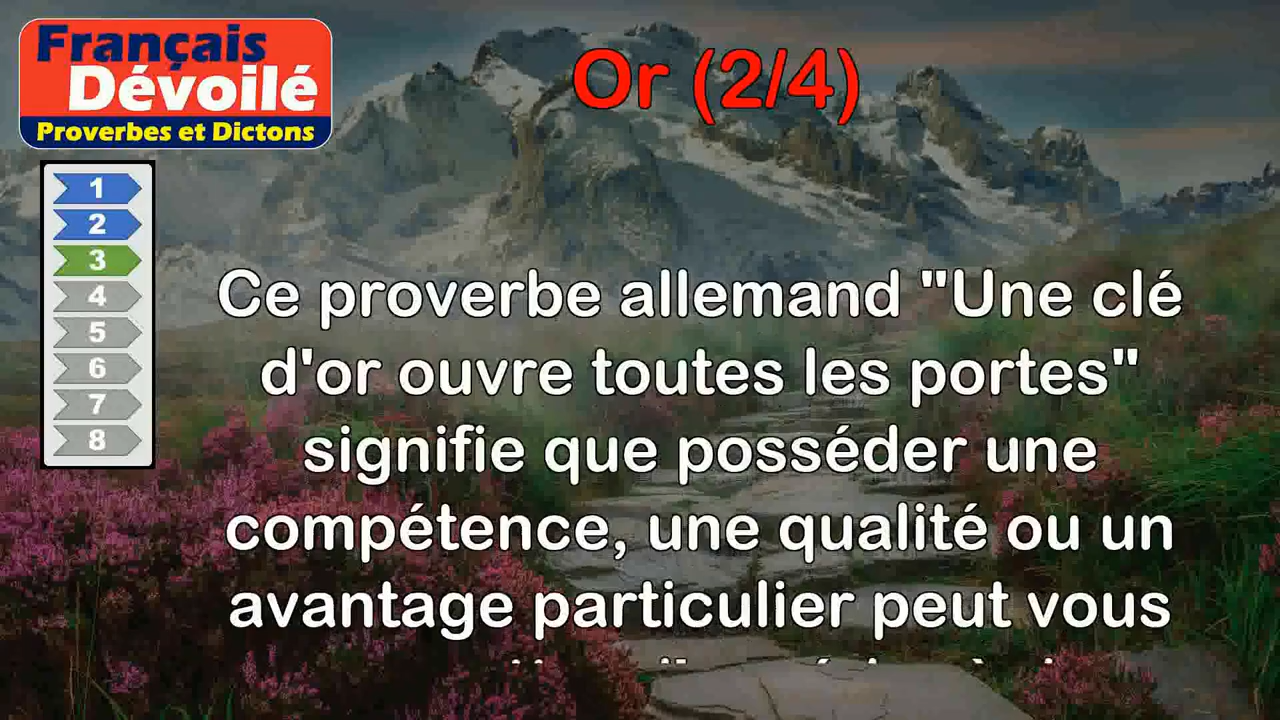 Français
Dévoilé
Proverbes et Dictons
Or (2/4)
1
2
3
4
5
6
7
8
Ce proverbe allemand "Une clé
d'or ouvre toutes les portes"
signifie que posséder une
compétence, une qualité ou un
avantage particulier peut vous